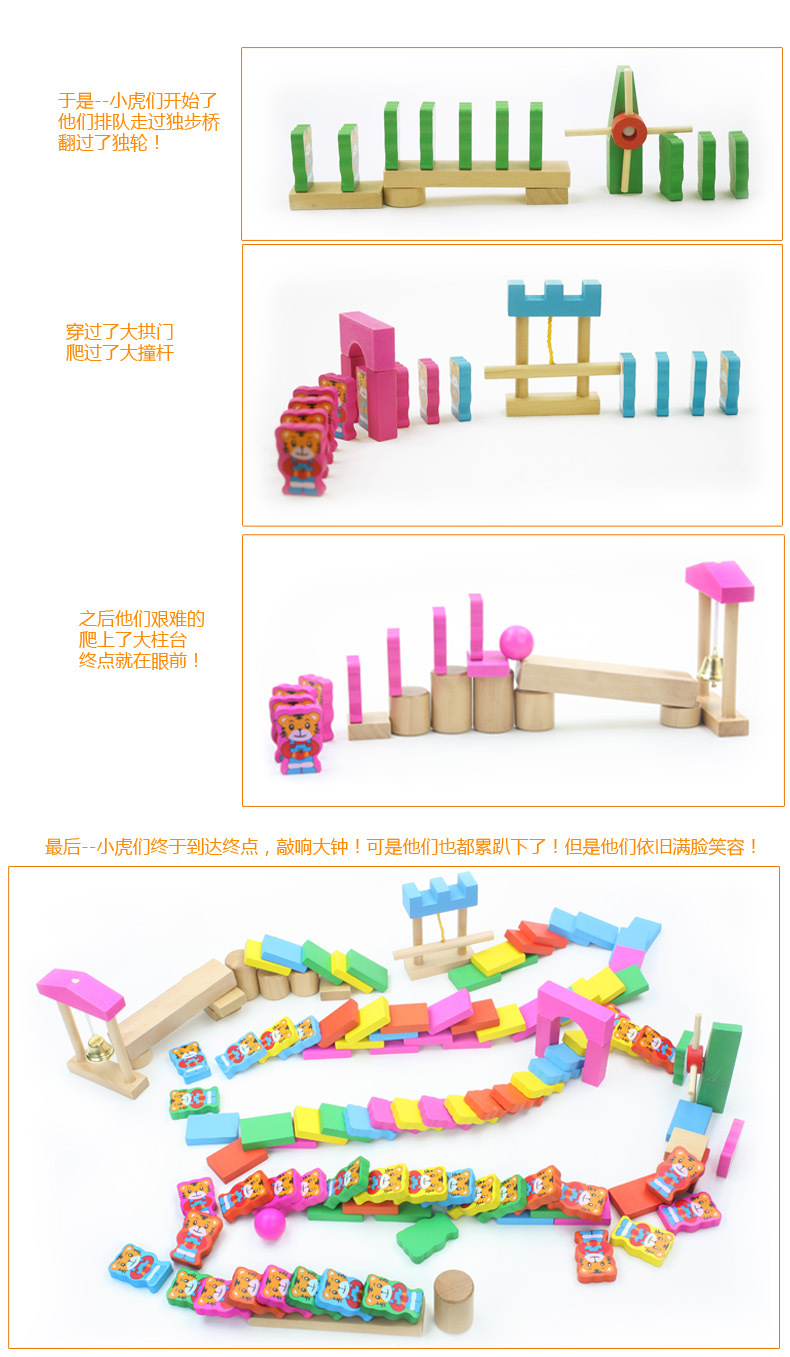 于是--小虎们开始了
他们排队走过独步桥
翻过了独轮！
穿过了大拱门
爬过了大撞杆
之后他们艰难的
爬上了大柱台
终点就在眼前！
最后--小虎们终于到达终点，敲响大钟！可是他们也都累趴下了！但是他们依旧满脸笑容！